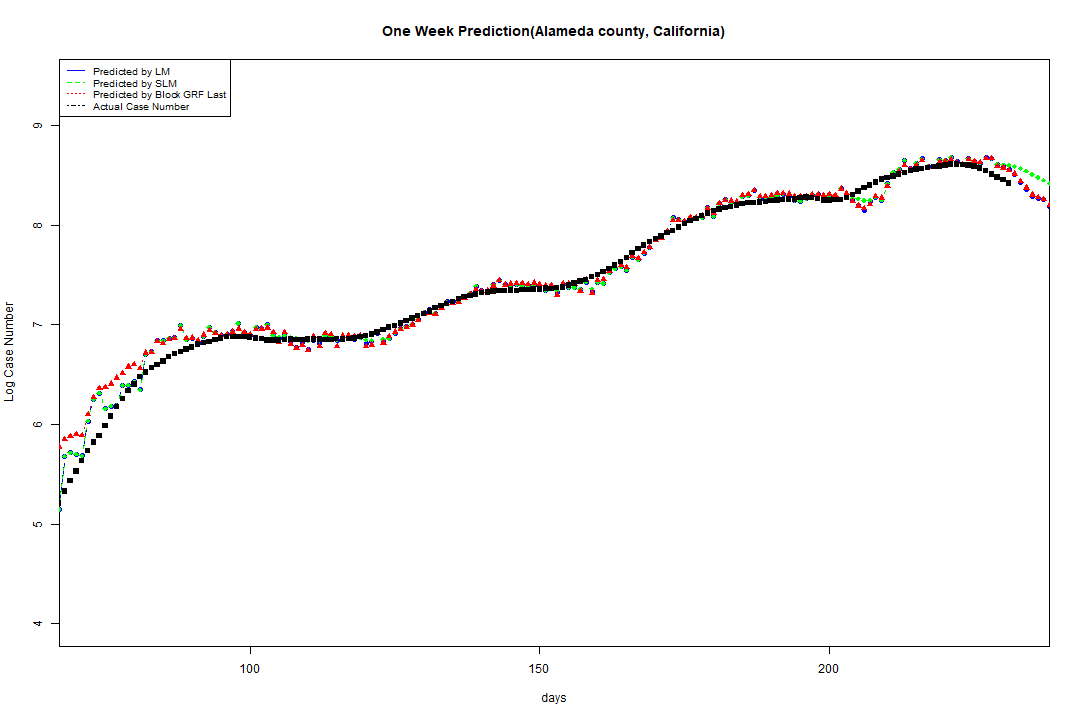 One Week Prediction(Alameda county, California)
Predicted by LM
Predicted by SLM
Predicted by Block GRF Last
Actual Case Number
9
8
7
6
5
4
Log Case Number
100
150
200
days